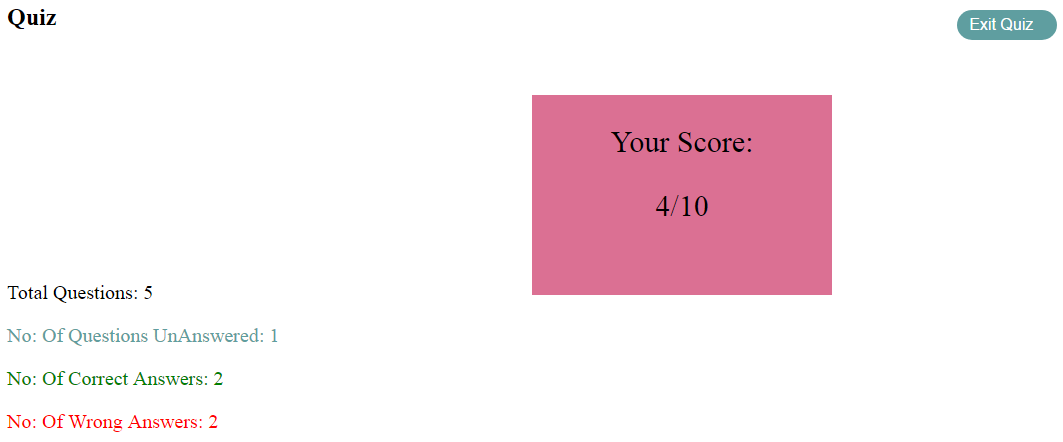 Quiz
Exit Quiz
Your Score:
4/10
Total Questions: 5
No: Of Questions UnAnswered: 1
No: Of Correct Answers: 2
No: Of Wrong Answers: 2